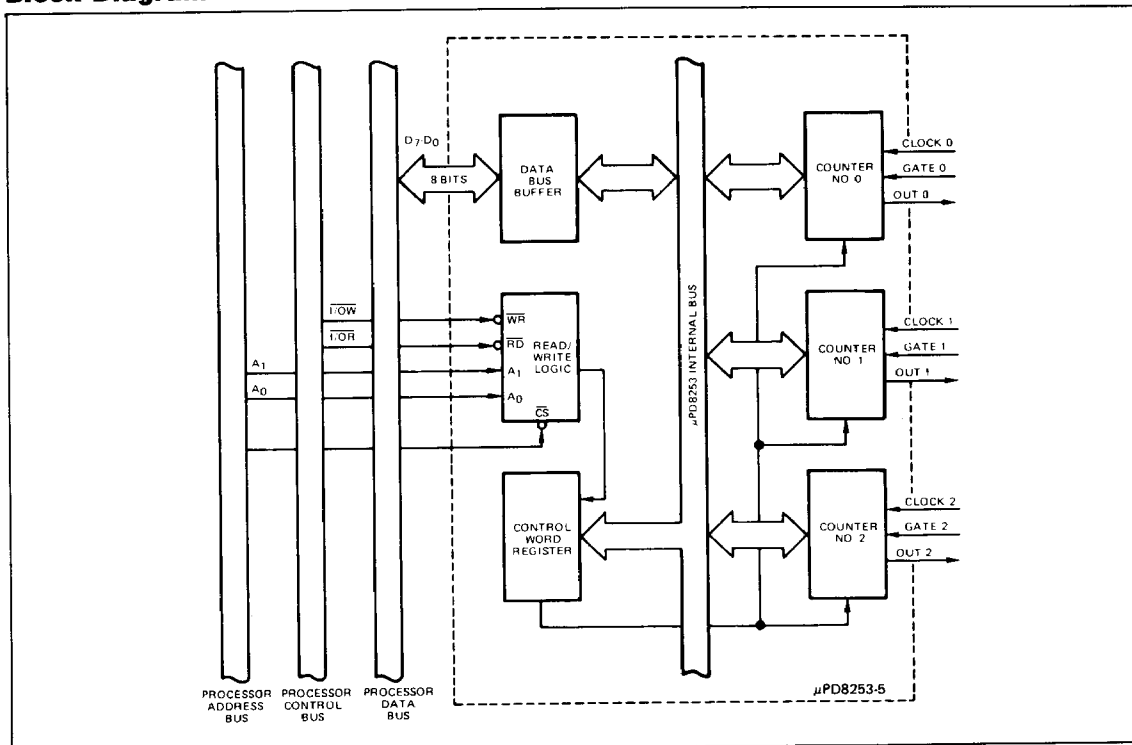 Block Diagram
D7-D0
8 BITS
DATA
BUS
BUFFER
COUNTER
NO 0
CLOCK 0
GATE 0
OUT 0
I/OW
I/OR
A1
A0
WR
RD
A1
A0
CS
READ/
WRITE
LOGIC
μPD8253 INTERNAL BUS
COUNTER
NO. 1
CLOCK 1
GATE 1
OUT 1
CONTROL
WORD
REGISTER
COUNTER
NO. 2
CLOCK 2
GATE 2
OUT 2
PROCESSOR
ADDRESS
BUS
PROCESSOR
CONTROL
BUS
PROCESSOR
DATA
BUS
μPD8253-5